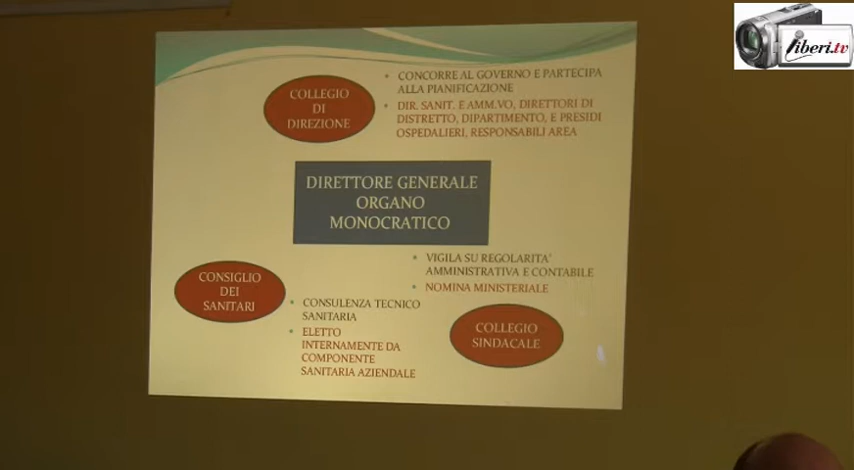 liberi.tv
COLLEGIO
DI
DIREZIONE
• CONCORRE AL GOVERNO E PARTECIPA
ALLA PIANIFICAZIONE
• DIR. SANIT. E AMM.VO, DIRETTORI DI
DISTRETTO, DIPARTIMENTO, E PRESIDI
OSPEDALIERI, RESPONSABILI AREA
DIRETTORE GENERALE
ORGANO
MONOCRATICO
• VIGILA SU REGOLARITA'
AMMINISTRATIVA E CONTABILE
• NOMINA MINISTERIALE
CONSIGLIO
DEI
SANITARI
• CONSULENZA TECNICO
SANITARIA
• ELETTO
INTERNAMENTE DA
COMPONENTE
SANITARIA AZIENDALE
COLLEGIO
SINDACALE